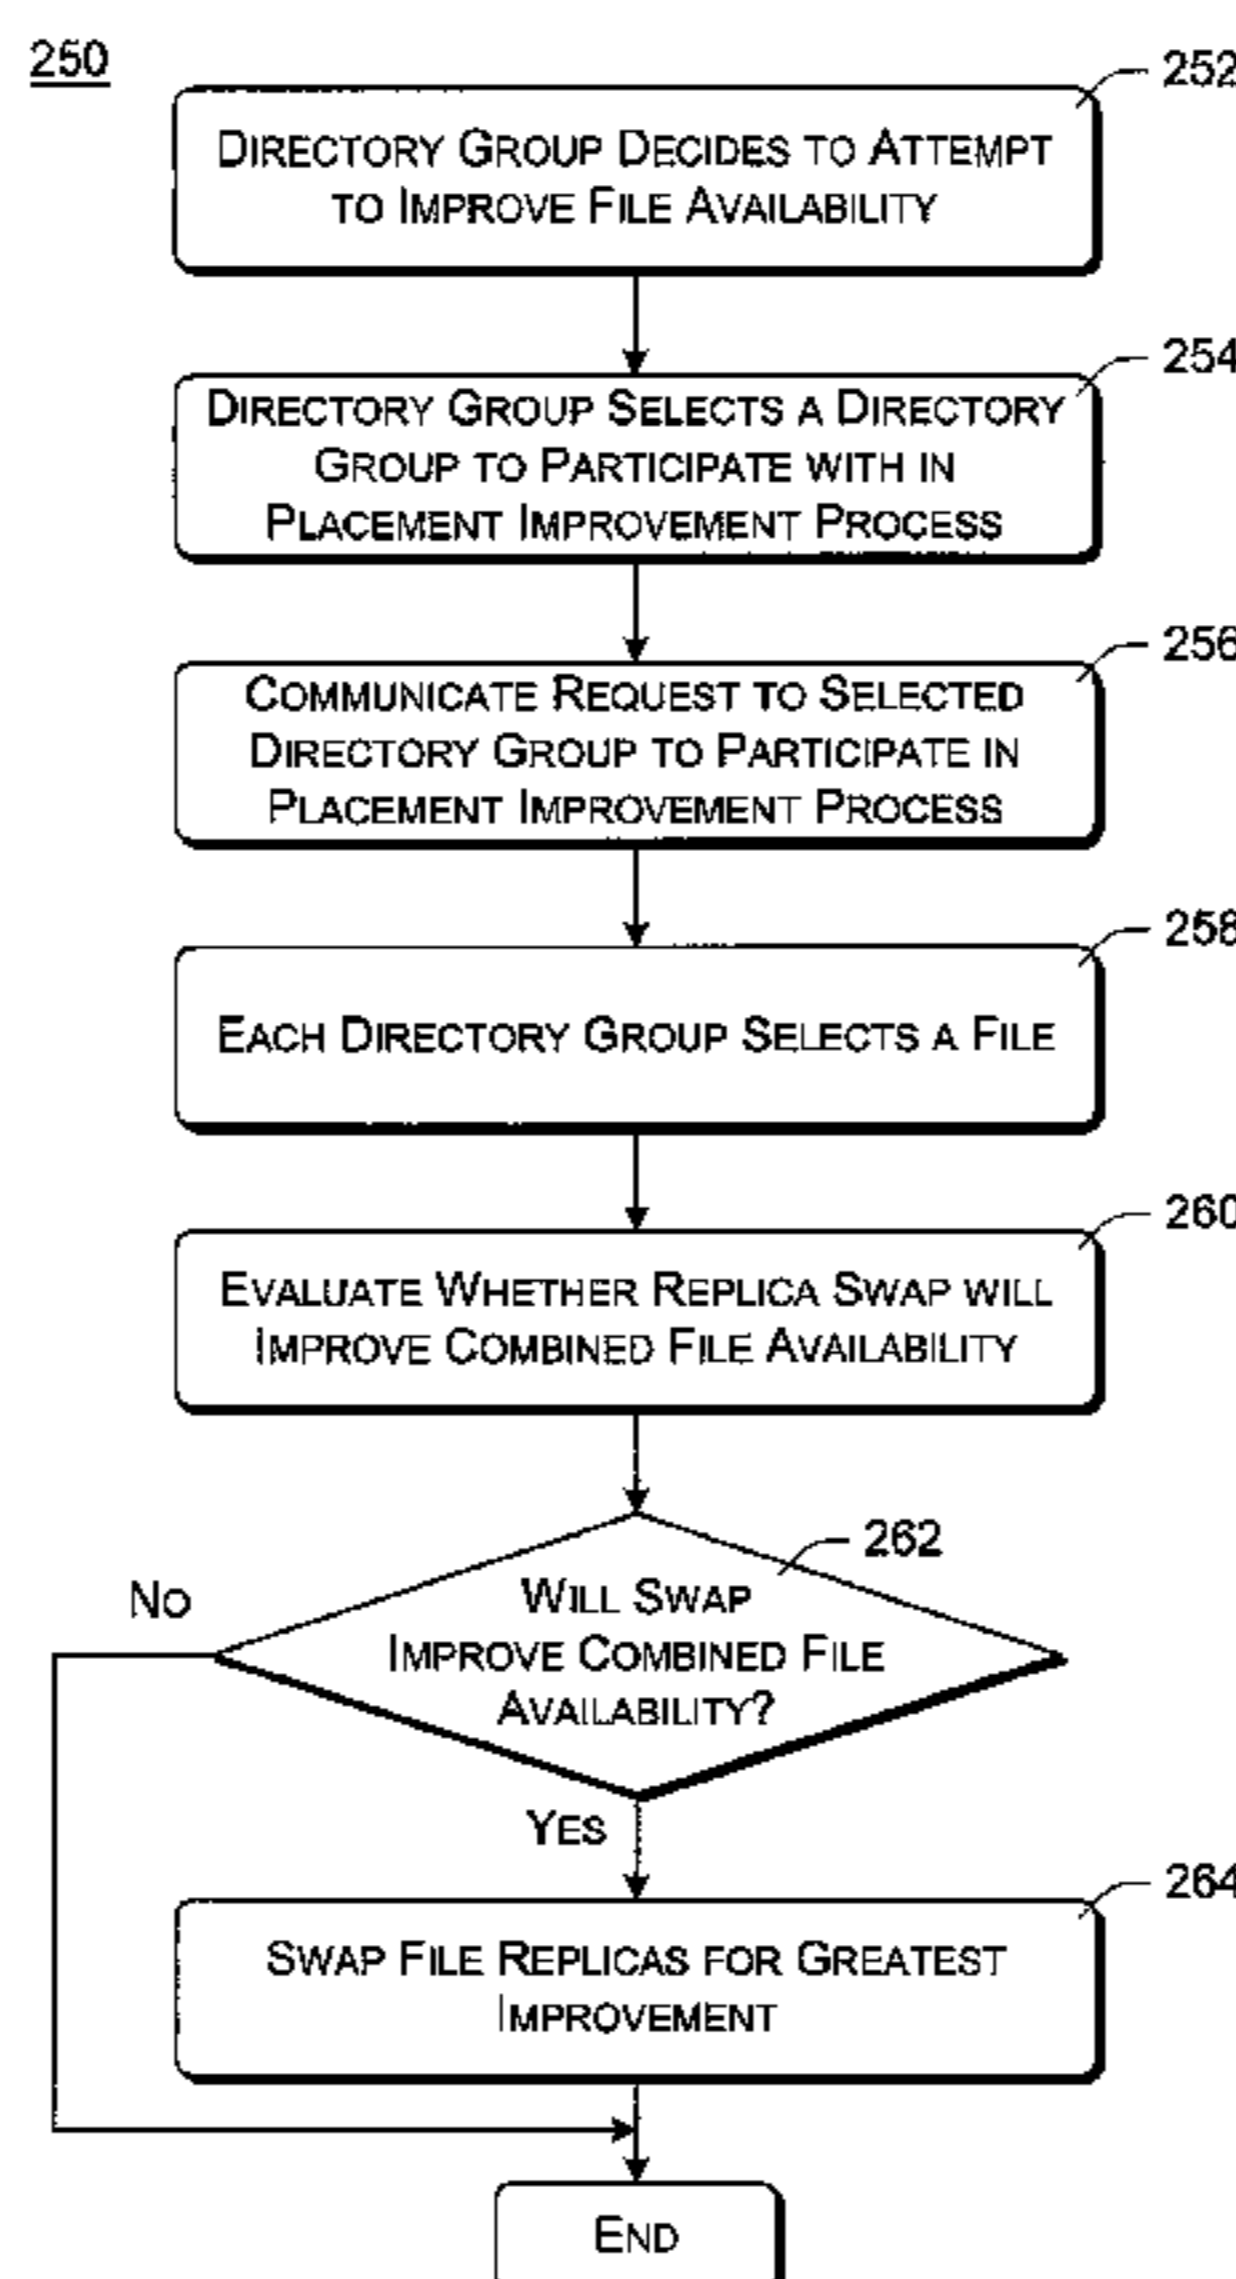 250
252
DIRECTORY GROUP DECIDES TO ATTEMPT
TO IMPROVE FILE AVAILABILITY
254
DIRECTORY GROUP SELECTS A DIRECTORY
GROUP TO PARTICIPATE WITH IN
PLACEMENT IMPROVEMENT PROCESS
256
COMMUNICATE REQUEST TO SELECTED
DIRECTORY GROUP TO PARTICIPATE IN
PLACEMENT IMPROVEMENT PROCESS
258
EACH DIRECTORY GROUP SELECTS A FILE
260
EVALUATE WHETHER REPLICA SWAP WILL
IMPROVE COMBINED FILE AVAILABILITY
262
NO
WILL SWAP
IMPROVE COMBINED FILE
AVAILABILITY?
YES
264
SWAP FILE REPLICAS FOR GREATEST
IMPROVEMENT
END